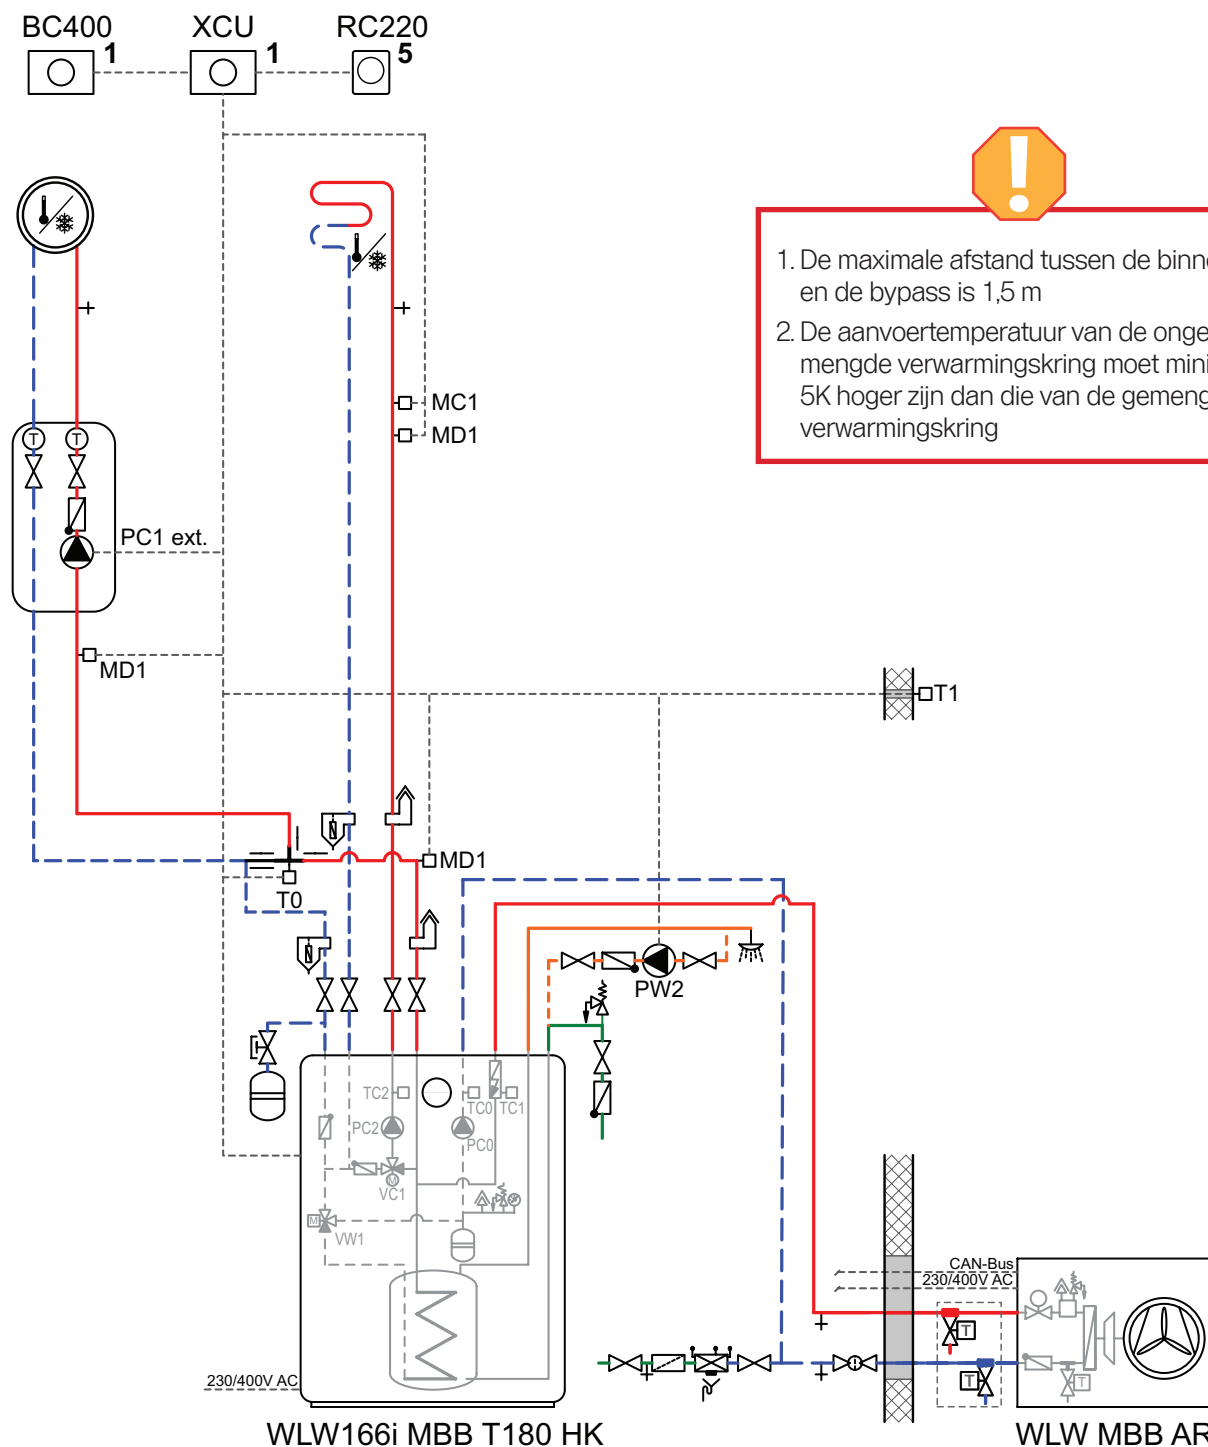 BC400
XCU
RC220
1
1
5
1. De maximale afstand tussen de binne
en de bypass is 1,5 m
2. De aanvoertemperatuur van de onge
mengde verwarmingskring moet mini
5K hoger zijn dan die van de gemeng
verwarmingskring
MC1
MD1
T
T
PC1 ext.
MD1
T1
MD1
T0
PW2
TC2
TC0
TC1
PC2
PC0
VC1
M
M
VW1
CAN-Bus
230/400V AC
T
T
T
230/400V AC
WLW166i MBB T180 HK
WLW MBB AR